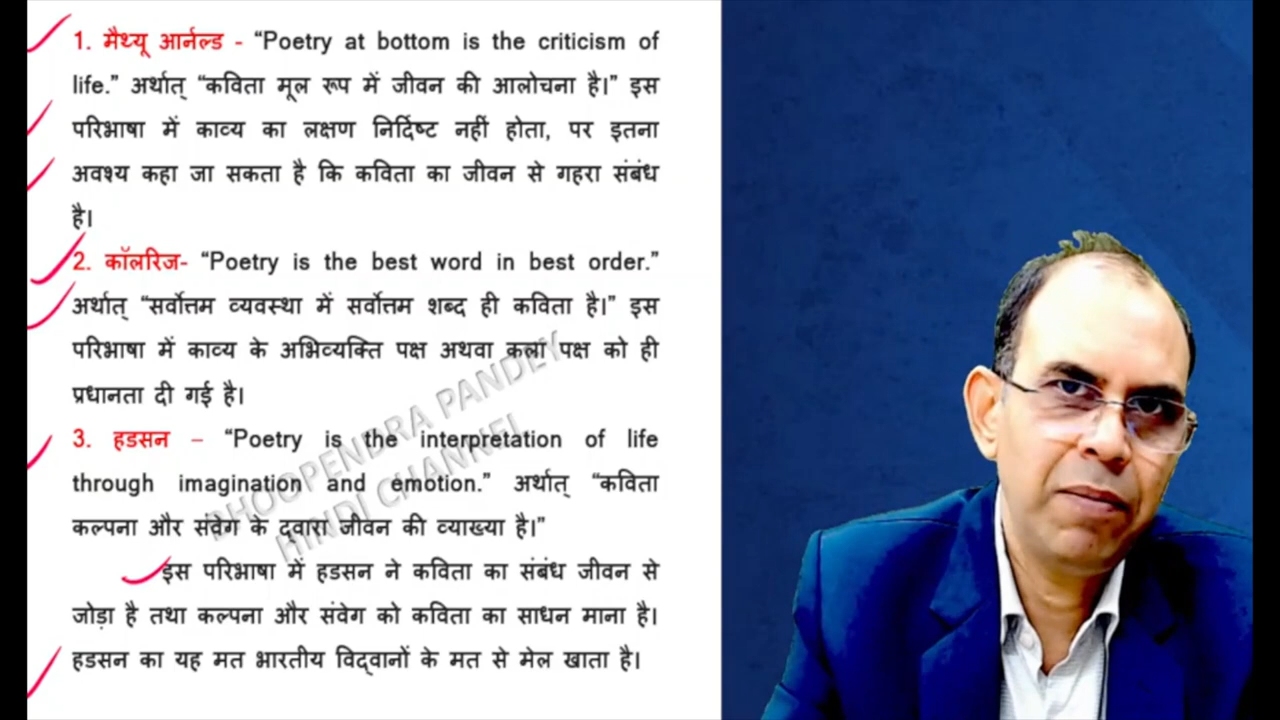 1. मैथ्यू आर्नल्ड - “Poetry at bottom is the criticism of
life.” अर्थात् “कविता मूल रूप में जीवन की आलोचना है।” इस
परिभाषा में काव्य का लक्षण निर्दिष्ट नहीं होता, पर इतना
अवश्य कहा जा सकता है कि कविता का जीवन से गहरा संबंध
है।
2. कॉलरिज- “Poetry is the best word in best order.”
अर्थात् “सर्वोत्तम व्यवस्था में सर्वोत्तम शब्द ही कविता है।” इस
परिभाषा में काव्य के अभिव्यक्ति पक्ष अथवा कला पक्ष को ही
प्रधानता दी गई है।
3. हडसन – “Poetry is the interpretation of life
through imagination and emotion.” अर्थात् “कविता
कल्पना और संवेग के द्वारा जीवन की व्याख्या है।”
इस परिभाषा में हडसन ने कविता का संबंध जीवन से
जोड़ा है तथा कल्पना और संवेग को कविता का साधन माना है।
हडसन का यह मत भारतीय विद्वानों के मत से मेल खाता है।
BHOOPENDRA PANDEY
HINDI CHANNEL